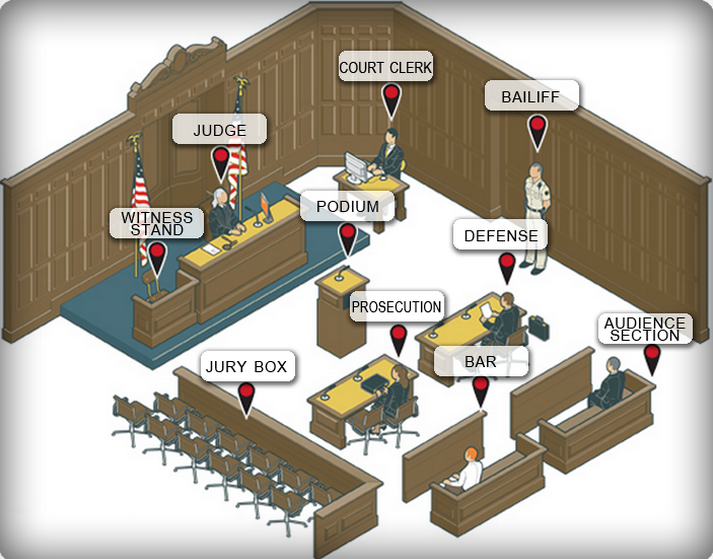 COURT CLERK
BAILIFF
JUDGE
PODIUM
WITNESS
STAND
DEFENSE
PROSECUTION
AUDIENCE
SECTION
BAR
JURY BOX